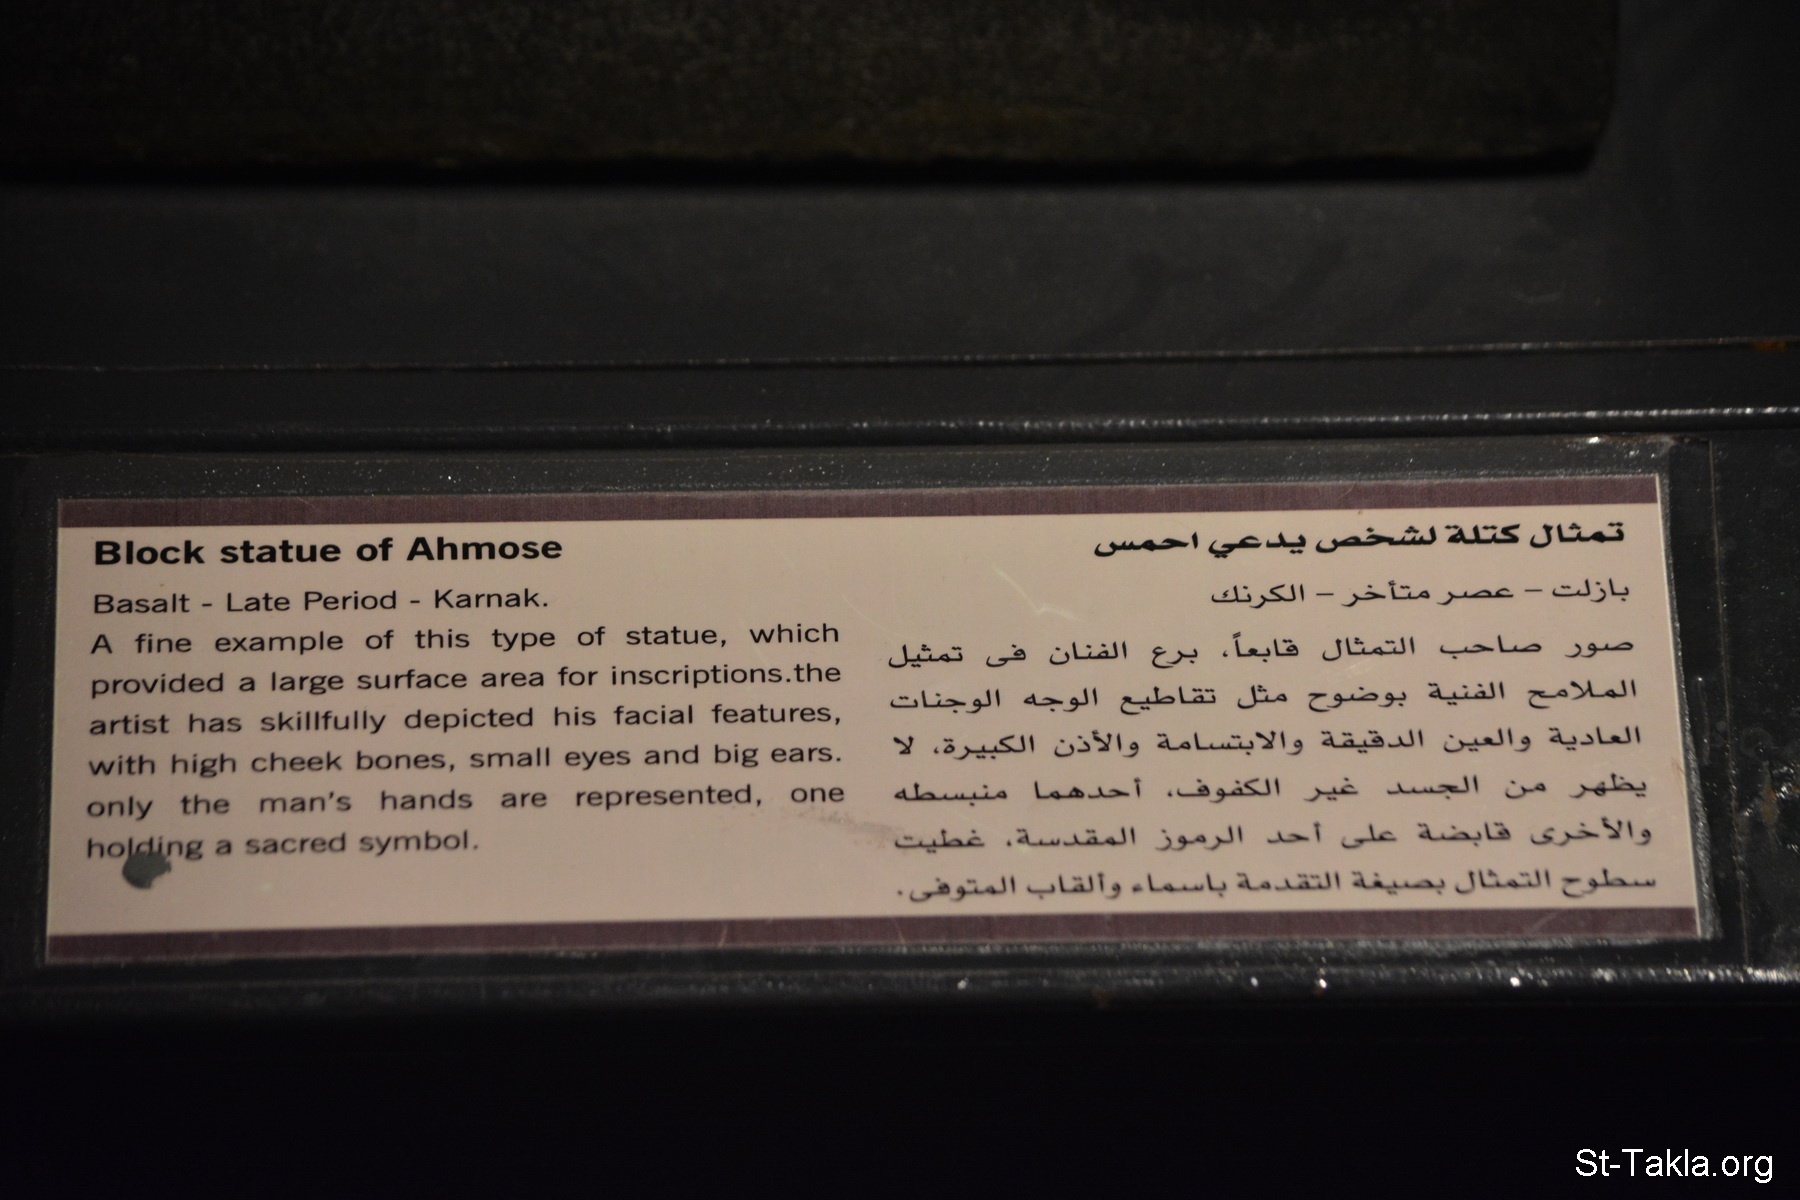 Block statue of Ahmose
Basalt - Late Period - Karnak.
A fine example of this type of statue, which
provided a large surface area for inscriptions.the
artist has skillfully depicted his facial features,
with high cheek bones, small eyes and big ears.
only the man's hands are represented, one
holding a sacred symbol.
تمثال كتلة لشخص يدعي احمس
بازلت – عصر متأخر – الكرنك
صور صاحب التمثال قابعاً، برع الفنان فى تمثيل
الملامح الفنية بوضوح مثل تقاطيع الوجه الوجنات
العادية والعين الدقيقة والابتسامة والأذن الكبيرة، لا
يظهر من الجسد غير الكفوف، أحدهما منبسطه
والأخرى قابضة على أحد الرموز المقدسة، غطيت
سطوح التمثال بصيغة التقدمة باسماء وألقاب المتوفى.
St-Takla.org